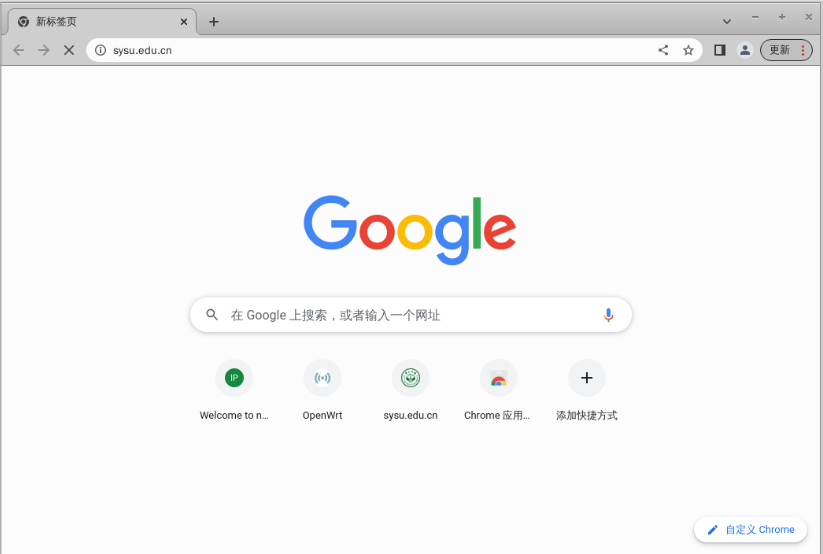 新标签页
sysu.edu.cn
更新
Google
在 Google 上搜索，或者输入一个网址
IP
Welcome to n...
OpenWrt
sysu.edu.cn
Chrome 应用...
添加快捷方式
自定义 Chrome